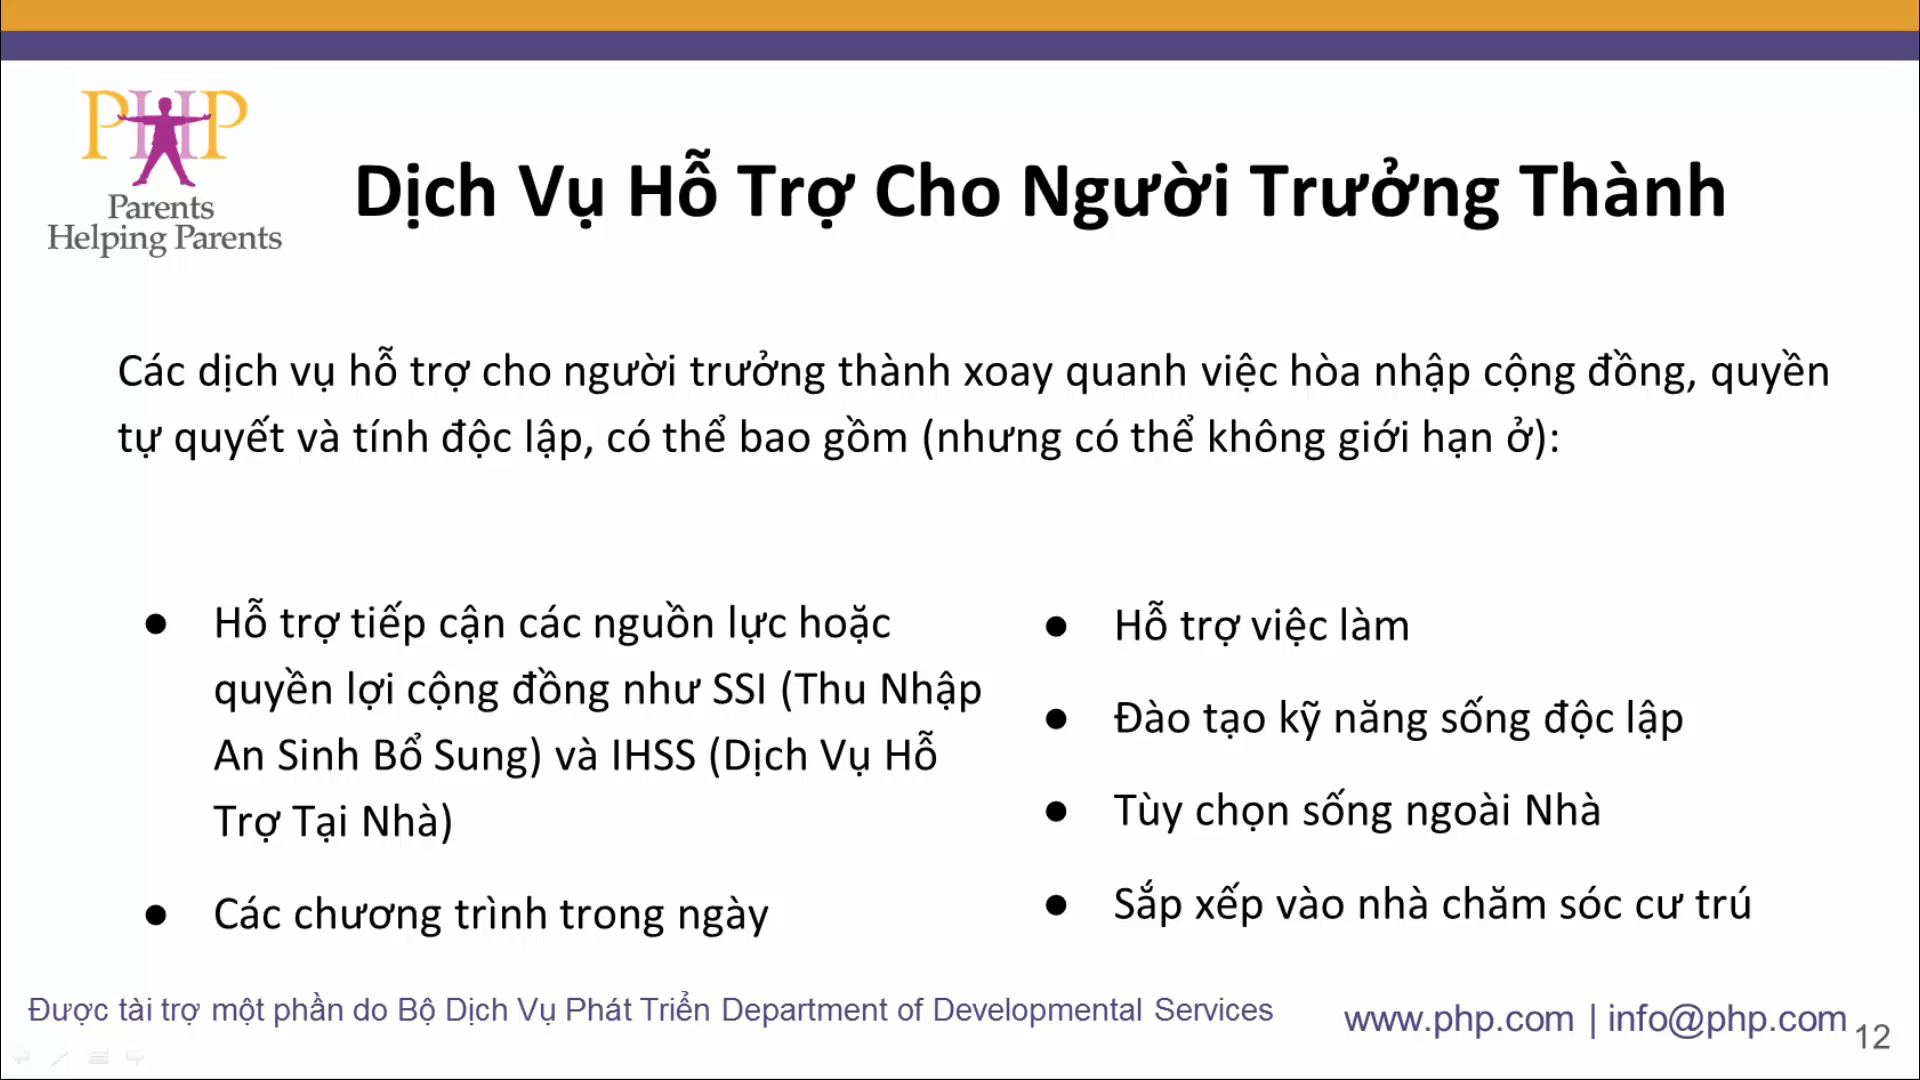 PHP
Parents
Helping Parents
Dịch Vụ Hỗ Trợ Cho Người Trưởng Thành
Các dịch vụ hỗ trợ cho người trưởng thành xoay quanh việc hòa nhập cộng đồng, quyền
tự quyết và tính độc lập, có thể bao gồm (nhưng có thể không giới hạn ở):
● Hỗ trợ tiếp cận các nguồn lực hoặc
quyền lợi cộng đồng như SSI (Thu Nhập
An Sinh Bổ Sung) và IHSS (Dịch Vụ Hỗ
Trợ Tại Nhà)
● Các chương trình trong ngày
● Hỗ trợ việc làm
● Đào tạo kỹ năng sống độc lập
● Tùy chọn sống ngoài Nhà
● Sắp xếp vào nhà chăm sóc cư trú
Được tài trợ một phần do Bộ Dịch Vụ Phát Triển Department of Developmental Services
www.php.com | info@php.com
12